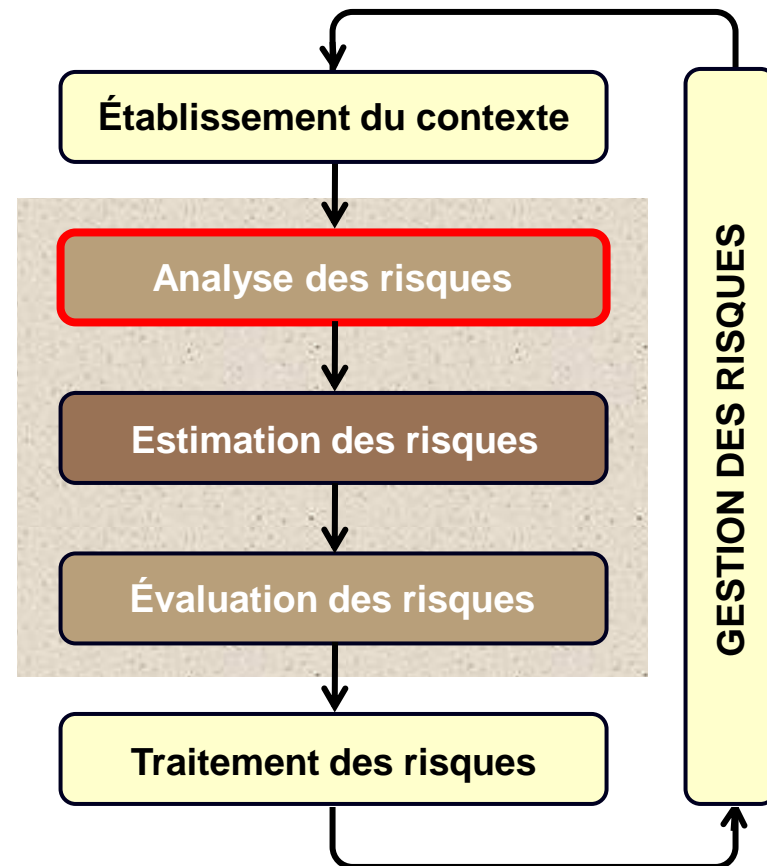 Établissement du contexte
Analyse des risques
Estimation des risques
Évaluation des risques
Traitement des risques
GESTION DES RISQUES